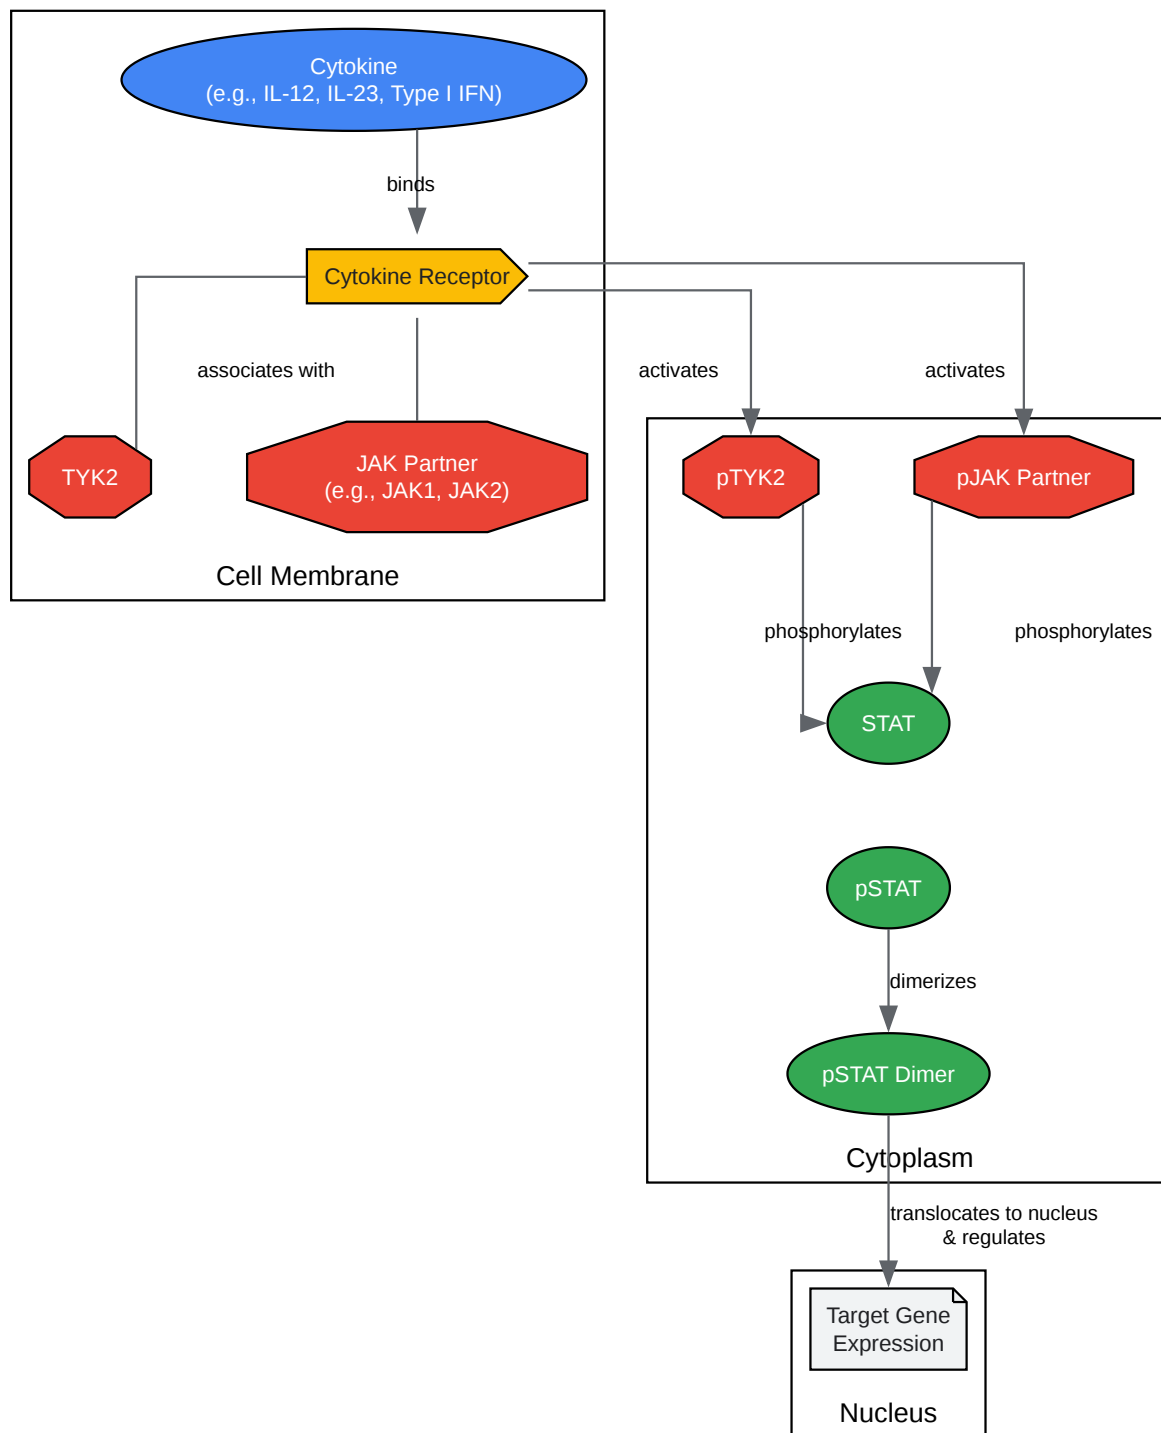 Cytokine
(e.g., IL-12, IL-23, Type I IFN)
binds
Cytokine Receptor
associates with
activates
activates
TYK2
JAK Partner
(e.g., JAK1, JAK2)
pTYK2
pJAK Partner
Cell Membrane
phosphorylates
phosphorylates
STAT
pSTAT
dimerizes
pSTAT Dimer
Cytoplasm
translocates to nucleus
& regulates
Target Gene
Expression
Nucleus